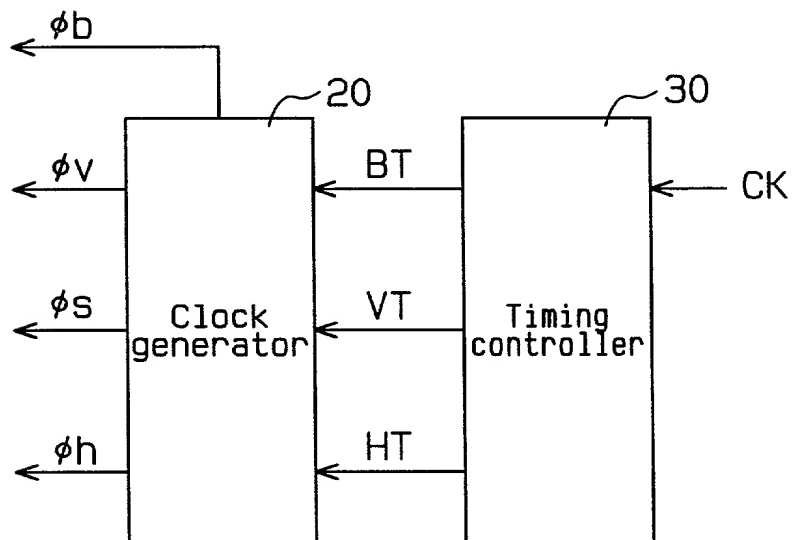 ϕb
20
30
ϕv
BT
CK
ϕs
VT
Clock
generator
Timing
controller
ϕh
HT